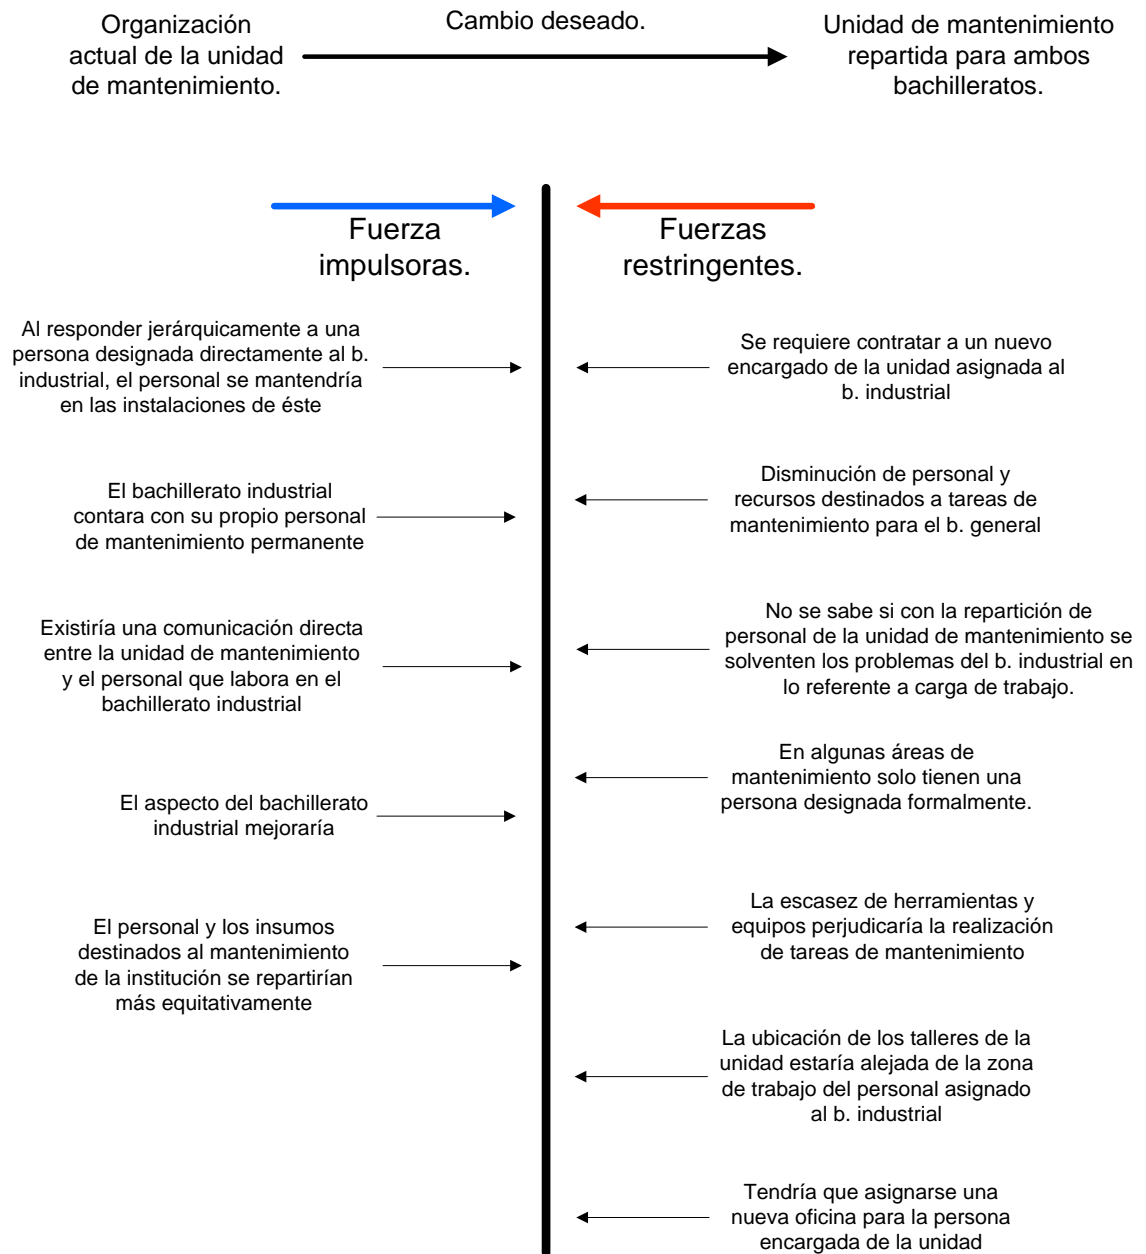 Organización
actual de la unidad
de mantenimiento.
Cambio deseado.
Unidad de mantenimiento
repartida para ambos
bachilleratos.
Fuerza
impulsoras.
Fuerzas
restringentes.
Al responder jerárquicamente a una
persona designada directamente al b.
industrial, el personal se mantendría
en las instalaciones de éste
El bachillerato industrial
contara con su propio personal
de mantenimiento permanente
Existiría una comunicación directa
entre la unidad de mantenimiento
y el personal que labora en el
bachillerato industrial
El aspecto del bachillerato
industrial mejoraría
El personal y los insumos
destinados al mantenimiento
de la institución se repartirían
más equitativamente
Se requiere contratar a un nuevo
encargado de la unidad asignada al
b. industrial
Disminución de personal y
recursos destinados a tareas de
mantenimiento para el b. general
No se sabe si con la repartición de
personal de la unidad de mantenimiento se
solventen los problemas del b. industrial en
lo referente a carga de trabajo.
En algunas áreas de
mantenimiento solo tienen una
persona designada formalmente.
La escasez de herramientas y
equipos perjudicaría la realización
de tareas de mantenimiento
La ubicación de los talleres de la
unidad estaría alejada de la zona
de trabajo del personal asignado
al b. industrial
Tendría que asignarse una
nueva oficina para la persona
encargada de la unidad